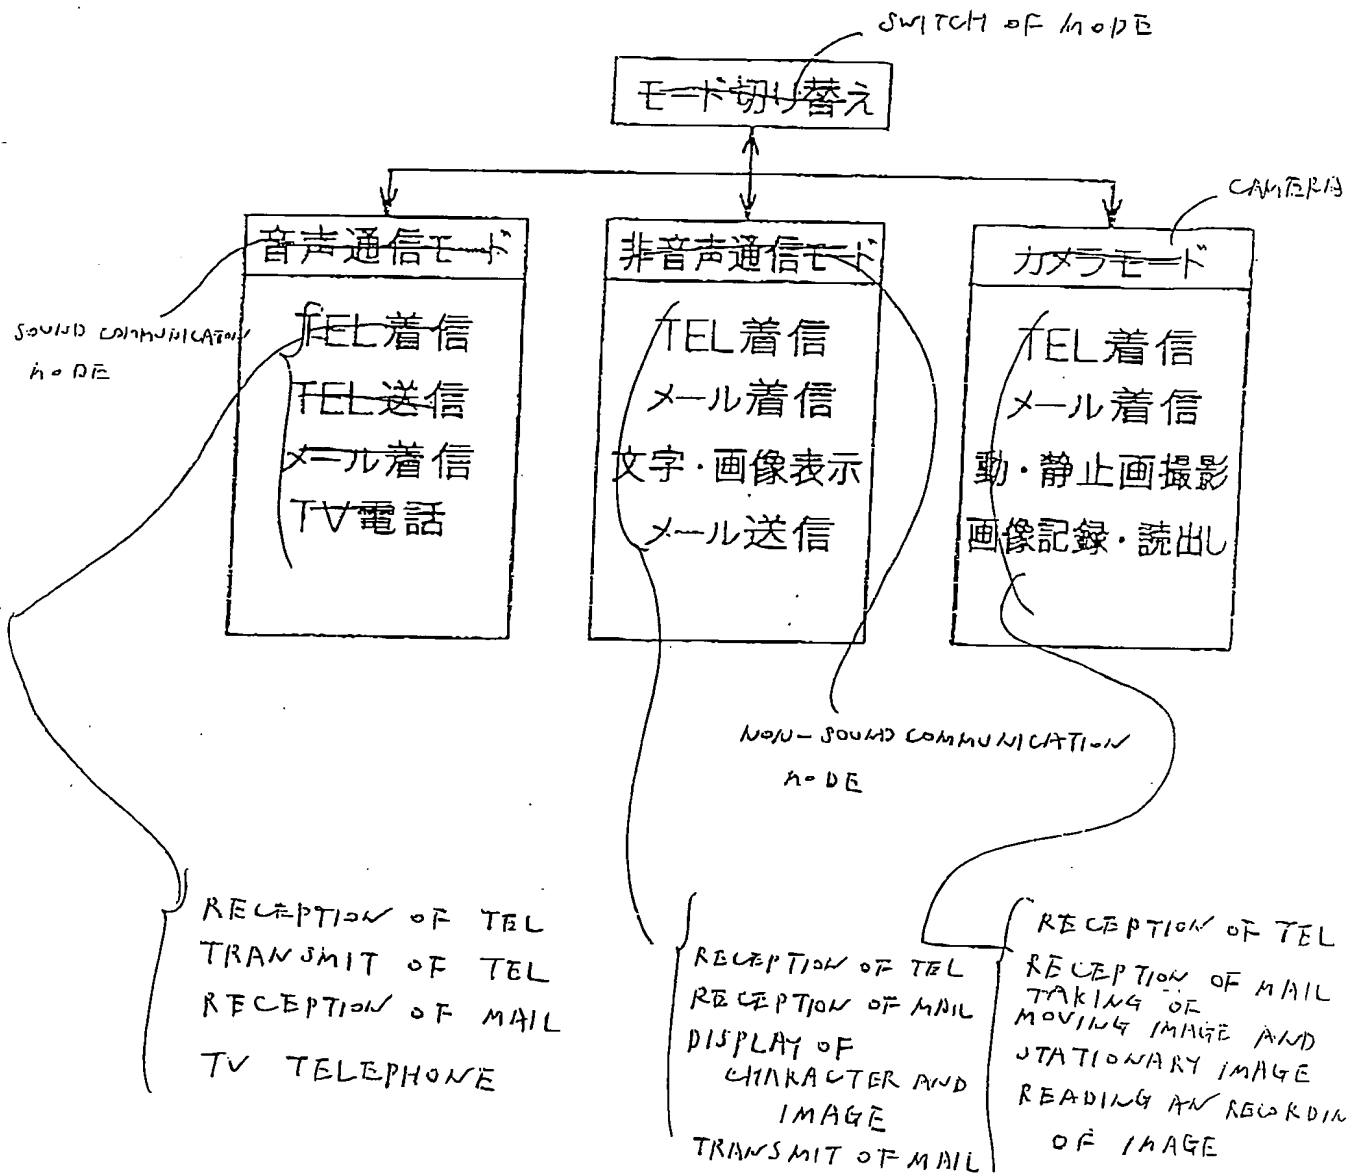 SWITCH OF MODE
モード切り替え
CAMERA
音声通信モード
非音声通信モード
カメラモード
SOUND COMMUNICATION
MODE
TEL着信
TEL送信
メール着信
TV電話
TEL着信
メール着信
文字・画像表示
メール送信
TEL着信
メール着信
動・静止画撮影
画像記録・読出し
NON-SOUND COMMUNICATION
MODE
RECEPTION OF TEL
TRANSMIT OF TEL
RECEPTION OF MAIL
TV TELEPHONE
RECEPTION OF TEL
RECEPTION OF MAIL
DISPLAY OF
CHARACTER AND
IMAGE
TRANSMIT OF MAIL
RECEPTION OF TEL
RECEPTION OF MAIL
TAKING OF
MOVING IMAGE AND
STATIONARY IMAGE
READING AN RECORDIN
OF IMAGE